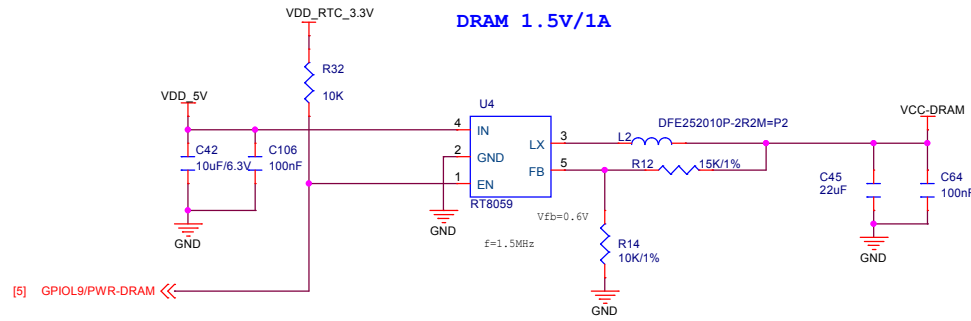 DRAM 1.5V/1A
VDD_RTC_3.3V
R32
10K
VDD_5V
C42
10uF/6.3V
C106
100nF
GND
U4
4 IN
2 GND
1 EN
LX 3
FB 5
RT8059
GND
Vfb=0.6V
f=1.5MHz
L2
DFE252010P-2R2M=P2
R12
15K/1%
R14
10K/1%
GND
VCC-DRAM
C45
22uF
C64
100nF
GND
[5] GPIOL9/PWR-DRAM